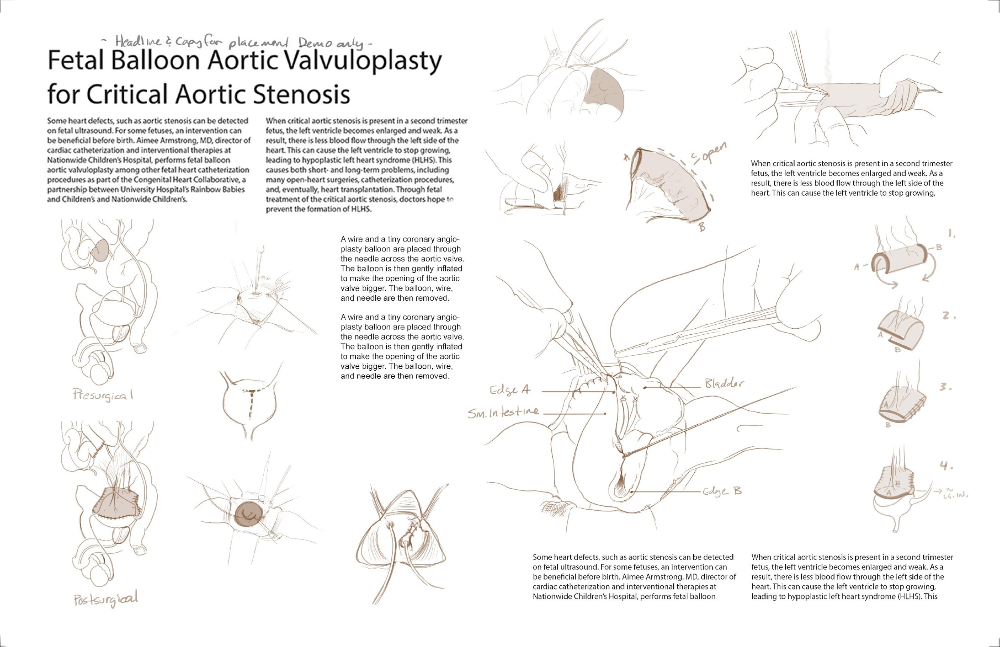 - Headline & Copy for placement Demo only -
Fetal Balloon Aortic Valvuloplasty
for Critical Aortic Stenosis
Some heart defects, such as aortic stenosis can be detected
on fetal ultrasound. For some fetuses, an intervention can
be beneficial before birth. Aimee Armstrong, MD, director of
cardiac catheterization and interventional therapies at
Nationwide Children's Hospital, performs fetal balloon
aortic valvuloplasty among other fetal heart catheterization
procedures as part of the Congenital Heart Collaborative, a
partnership between University Hospital's Rainbow Babies
and Children's and Nationwide Children's.
When critical aortic stenosis is present in a second trimester
fetus, the left ventricle becomes enlarged and weak. As a
result, there is less blood flow through the left side of the
heart. This can cause the left ventricle to stop growing,
leading to hypoplastic left heart syndrome (HLHS). This
causes both short- and long-term problems, including
many open-heart surgeries, catheterization procedures,
and, eventually, heart transplantation. Through fetal
treatment of the critical aortic stenosis, doctors hope to
prevent the formation of HLHS.
Presurgical
Postsurgical
A wire and a tiny coronary angio-
plasty balloon are placed through
the needle across the aortic valve.
The balloon is then gently inflated
to make the opening of the aortic
valve bigger. The balloon, wire,
and needle are then removed.
A wire and a tiny coronary angio-
plasty balloon are placed through
the needle across the aortic valve.
The balloon is then gently inflated
to make the opening of the aortic
valve bigger. The balloon, wire,
and needle are then removed.
A
open
B
When critical aortic stenosis is present in a second trimester
fetus, the left ventricle becomes enlarged and weak. As a
result, there is less blood flow through the left side of the
heart. This can cause the left ventricle to stop growing,
Edge A
Sm. Intestine
Bladder
Edge B
1.
B
A
2.
A
B
3.
A
B
4.
B
A
To
Lg. Int.
Some heart defects, such as aortic stenosis can be detected
on fetal ultrasound. For some fetuses, an intervention can
be beneficial before birth. Aimee Armstrong, MD, director of
cardiac catheterization and interventional therapies at
Nationwide Children's Hospital, performs fetal balloon
When critical aortic stenosis is present in a second trimester
fetus, the left ventricle becomes enlarged and weak. As a
result, there is less blood flow through the left side of the
heart. This can cause the left ventricle to stop growing,
leading to hypoplastic left heart syndrome (HLHS). This